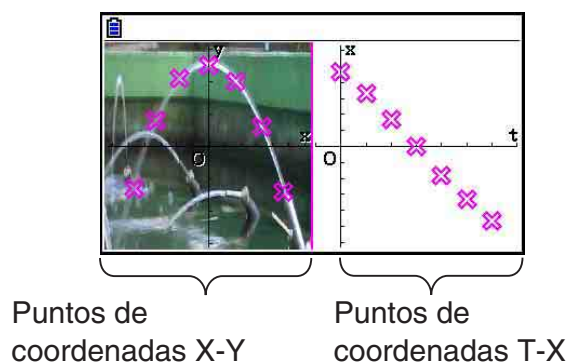 y
x
O
x
t
O
Puntos de
coordenadas X-Y
Puntos de
coordenadas T-X